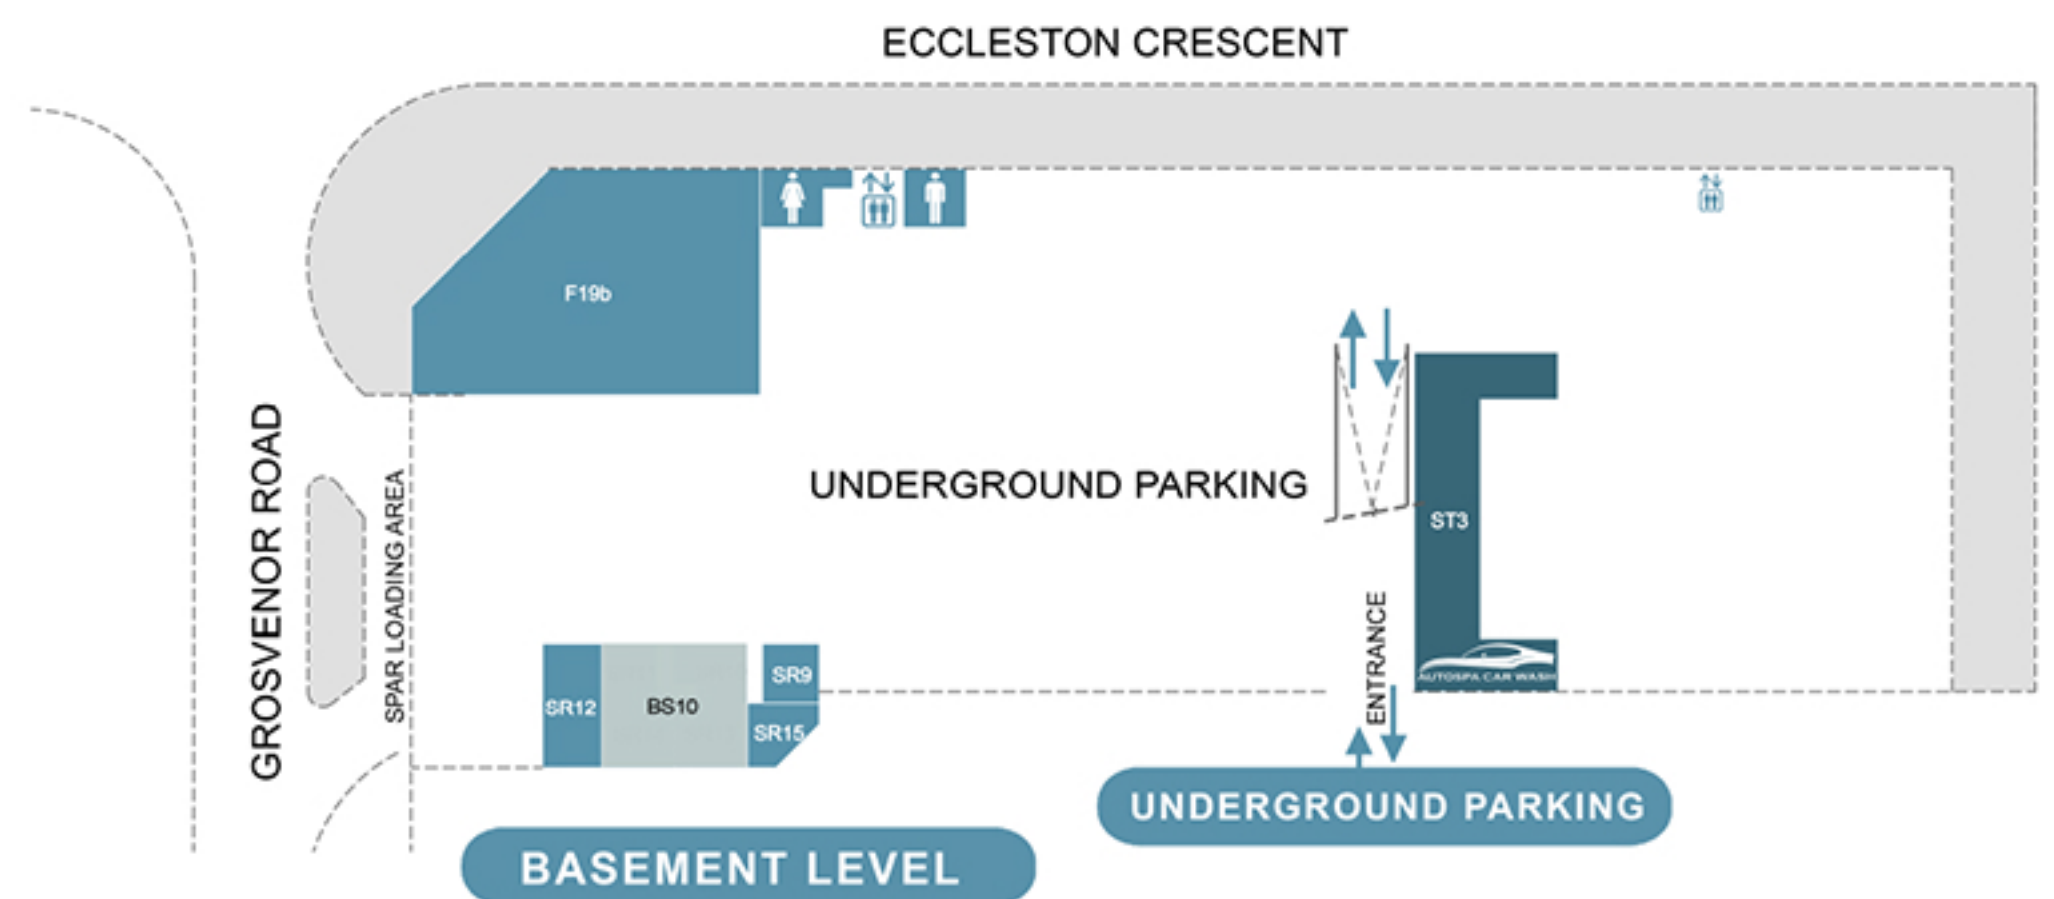 ECCLESTON CRESCENT
F19b
GROSVENOR ROAD
SPAR LOADING AREA
UNDERGROUND PARKING
ST3
ENTRANCE
AUTOSPA CAR WASH
SR12
BS10
SR9
SR15
UNDERGROUND PARKING
BASEMENT LEVEL